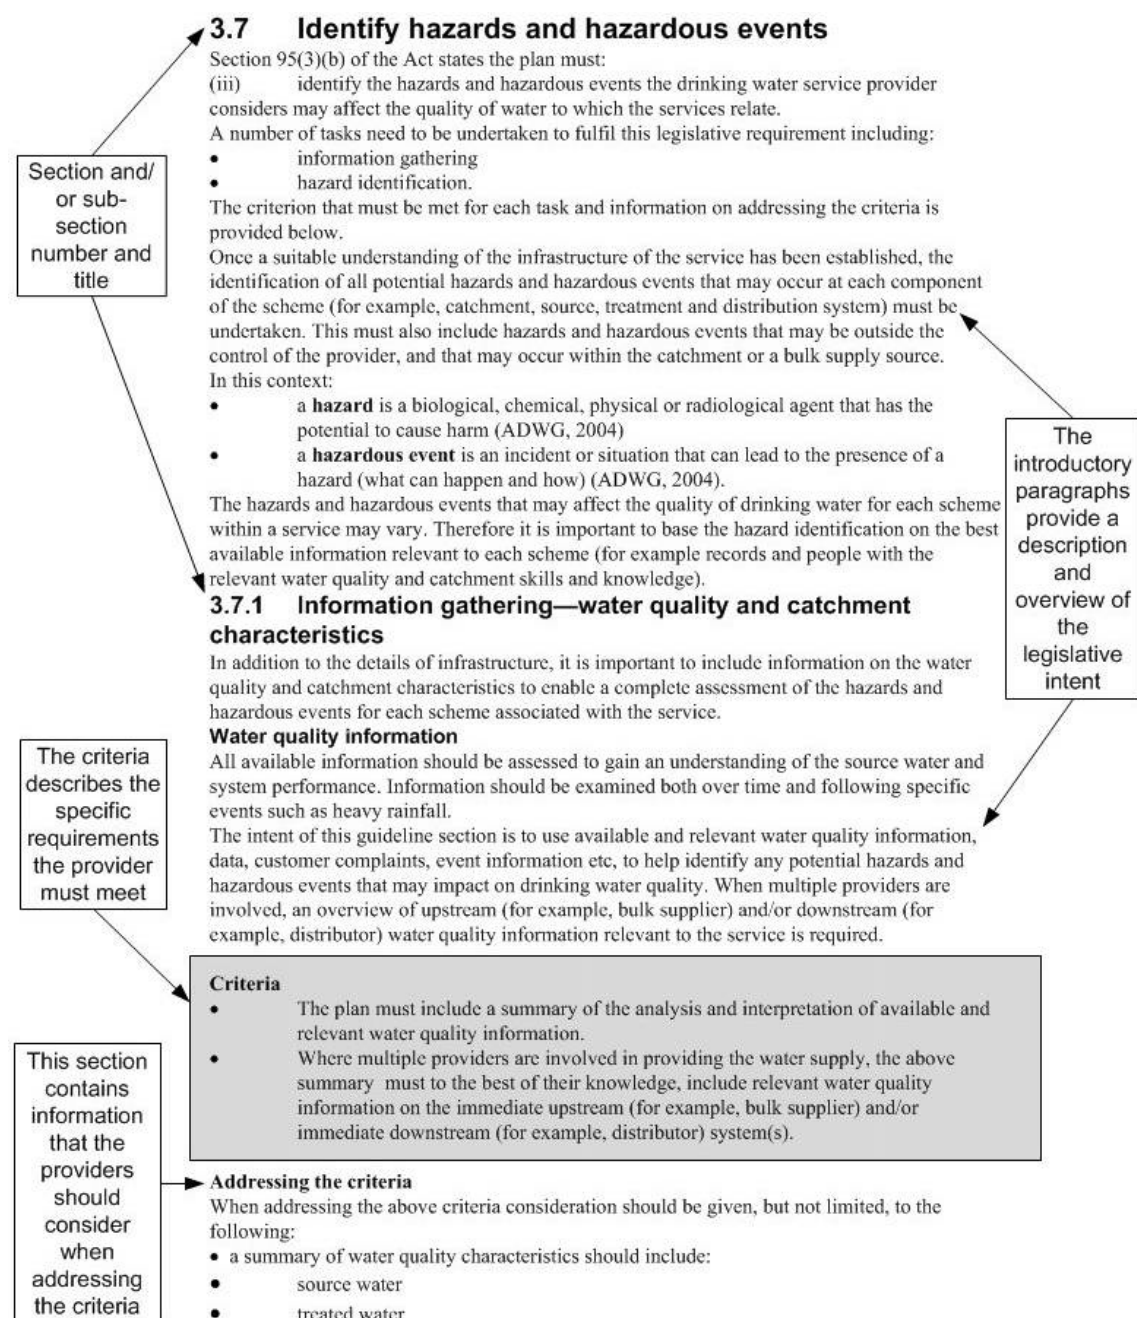 3.7 Identify hazards and hazardous events
Section 95(3)(b) of the Act states the plan must:
(iii) identify the hazards and hazardous events the drinking water service provider
considers may affect the quality of water to which the services relate.
A number of tasks need to be undertaken to fulfil this legislative requirement including:
• information gathering
• hazard identification.
The criterion that must be met for each task and information on addressing the criteria is
provided below.
Once a suitable understanding of the infrastructure of the service has been established, the
identification of all potential hazards and hazardous events that may occur at each component
of the scheme (for example, catchment, source, treatment and distribution system) must be
undertaken. This must also include hazards and hazardous events that may be outside the
control of the provider, and that may occur within the catchment or a bulk supply source.
In this context:
• a hazard is a biological, chemical, physical or radiological agent that has the
potential to cause harm (ADWG, 2004)
• a hazardous event is an incident or situation that can lead to the presence of a
hazard (what can happen and how) (ADWG, 2004).
The hazards and hazardous events that may affect the quality of drinking water for each scheme
within a service may vary. Therefore it is important to base the hazard identification on the best
available information relevant to each scheme (for example records and people with the
relevant water quality and catchment skills and knowledge).
3.7.1 Information gathering—water quality and catchment
characteristics
In addition to the details of infrastructure, it is important to include information on the water
quality and catchment characteristics to enable a complete assessment of the hazards and
hazardous events for each scheme associated with the service.
Water quality information
All available information should be assessed to gain an understanding of the source water and
system performance. Information should be examined both over time and following specific
events such as heavy rainfall.
The intent of this guideline section is to use available and relevant water quality information,
data, customer complaints, event information etc, to help identify any potential hazards and
hazardous events that may impact on drinking water quality. When multiple providers are
involved, an overview of upstream (for example, bulk supplier) and/or downstream (for
example, distributor) water quality information relevant to the service is required.
Criteria
• The plan must include a summary of the analysis and interpretation of available and
relevant water quality information.
• Where multiple providers are involved in providing the water supply, the above
summary must to the best of their knowledge, include relevant water quality
information on the immediate upstream (for example, bulk supplier) and/or
immediate downstream (for example, distributor) system(s).
Addressing the criteria
When addressing the above criteria consideration should be given, but not limited, to the
following:
• a summary of water quality characteristics should include:
• source water
• treated water
Section and/
or sub-
section
number and
title
The criteria
describes the
specific
requirements
the provider
must meet
This section
contains
information
that the
providers
should
consider
when
addressing
the criteria
The
introductory
paragraphs
provide a
description
and
overview of
the
legislative
intent